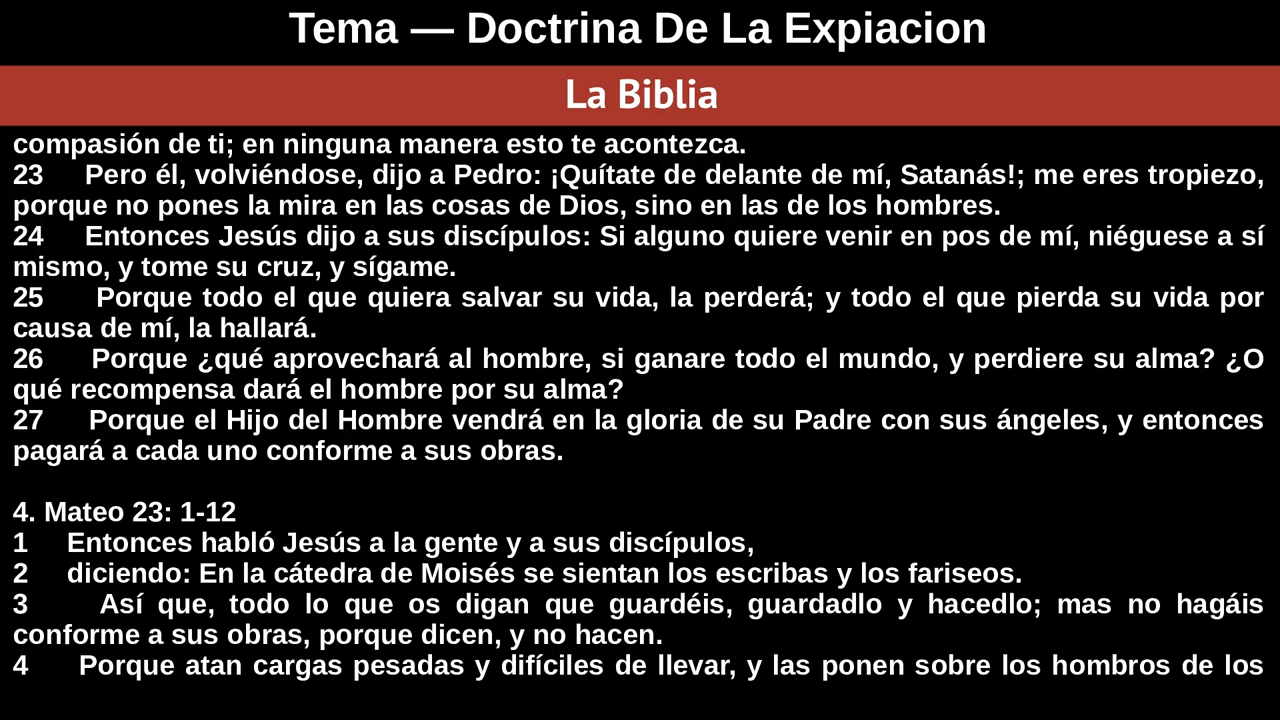 Tema — Doctrina De La Expiacion
La Biblia
compasión de ti; en ninguna manera esto te acontezca.
23 Pero él, volviéndose, dijo a Pedro: ¡Quítate de delante de mí, Satanás!; me eres tropiezo,
porque no pones la mira en las cosas de Dios, sino en las de los hombres.
24 Entonces Jesús dijo a sus discípulos: Si alguno quiere venir en pos de mí, niéguese a sí
mismo, y tome su cruz, y sígame.
25 Porque todo el que quiera salvar su vida, la perderá; y todo el que pierda su vida por
causa de mí, la hallará.
26 Porque ¿qué aprovechará al hombre, si ganare todo el mundo, y perdiere su alma? ¿O
qué recompensa dará el hombre por su alma?
27 Porque el Hijo del Hombre vendrá en la gloria de su Padre con sus ángeles, y entonces
pagará a cada uno conforme a sus obras.
4. Mateo 23: 1-12
1 Entonces habló Jesús a la gente y a sus discípulos,
2 diciendo: En la cátedra de Moisés se sientan los escribas y los fariseos.
3 Así que, todo lo que os digan que guardéis, guardadlo y hacedlo; mas no hagáis
conforme a sus obras, porque dicen, y no hacen.
4 Porque atan cargas pesadas y difíciles de llevar, y las ponen sobre los hombros de los